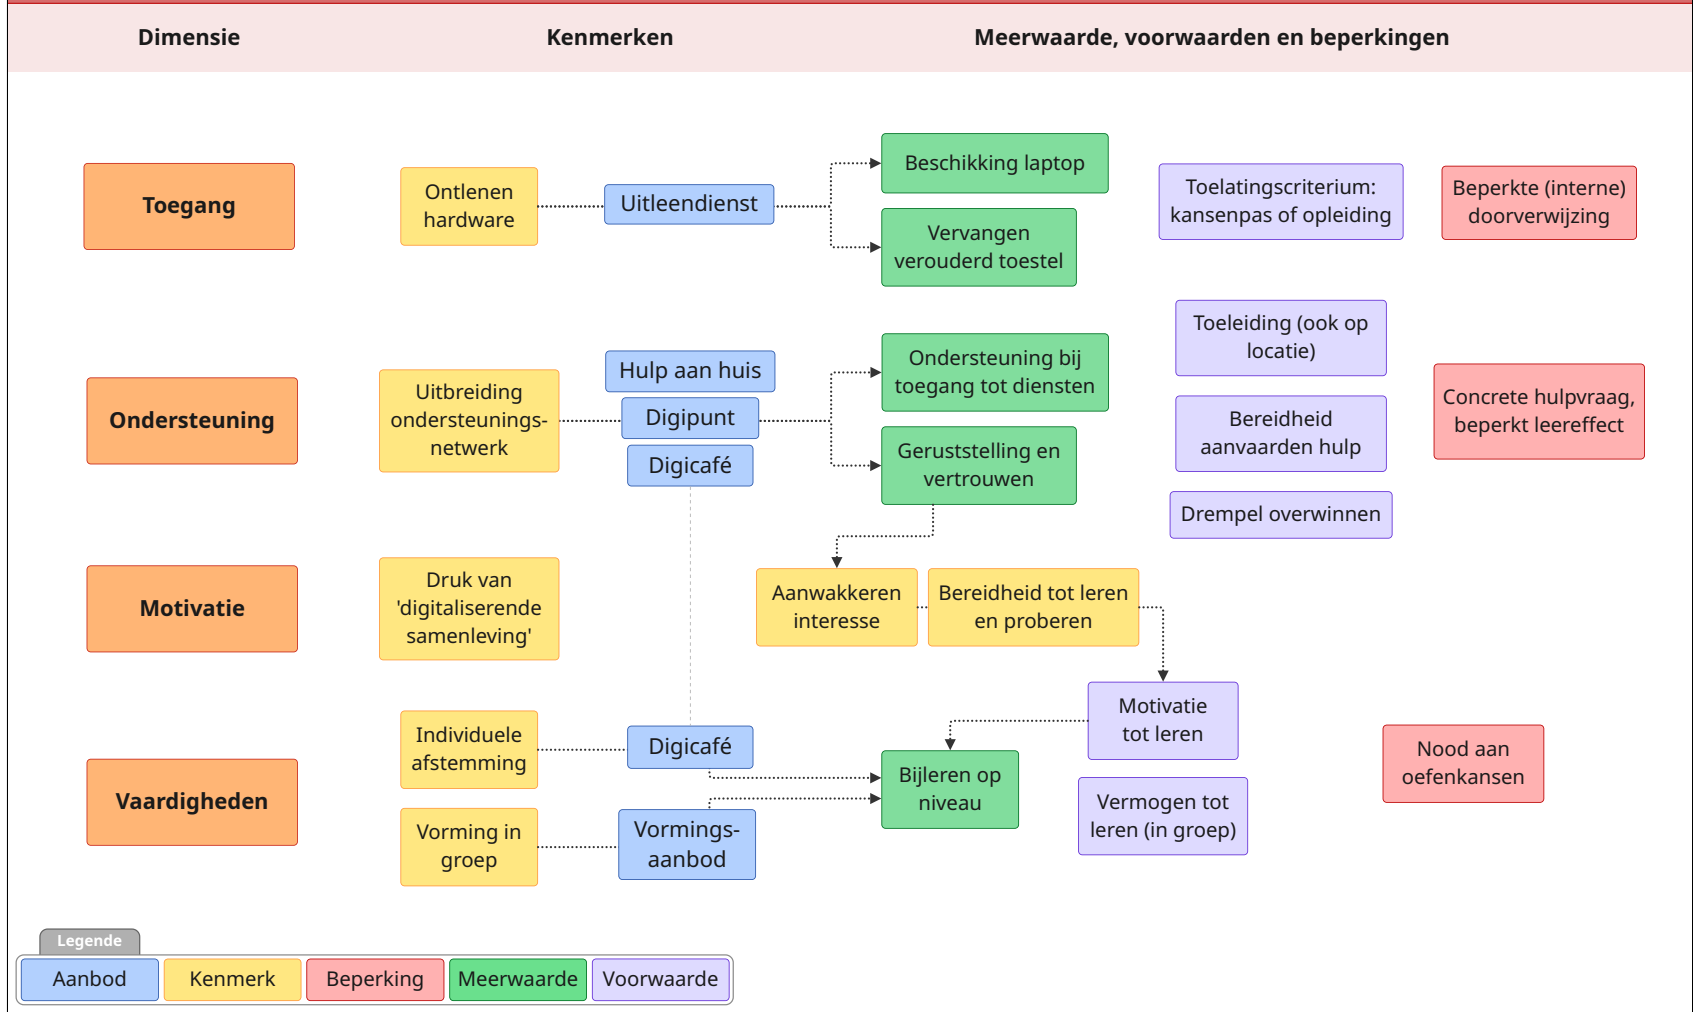 Dimensie
Kenmerken
Meerwaarde, voorwaarden en beperkingen
Toegang
Ontlenen
hardware
Uitleendienst
Beschikking laptop
Vervangen
verouderd toestel
Toelatingscriterium:
kansenpas of opleiding
Beperkte (interne)
doorverwijzing
Ondersteuning
Uitbreiding
ondersteunings-
netwerk
Hulp aan huis
Digipunt
Digicafé
Ondersteuning bij
toegang tot diensten
Geruststelling en
vertrouwen
Toeleiding (ook op
locatie)
Bereidheid
aanvaarden hulp
Drempel overwinnen
Concrete hulpvraag,
beperkt leereffect
Motivatie
Druk van
'digitaliserende
samenleving'
Aanwakkeren
interesse
Bereidheid tot leren
en proberen
Vaardigheden
Individuele
afstemming
Vorming in
groep
Digicafé
Vormings-
aanbod
Bijleren op
niveau
Motivatie
tot leren
Vermogen tot
leren (in groep)
Nood aan
oefenkansen
Legende
Aanbod
Kenmerk
Beperking
Meerwaarde
Voorwaarde